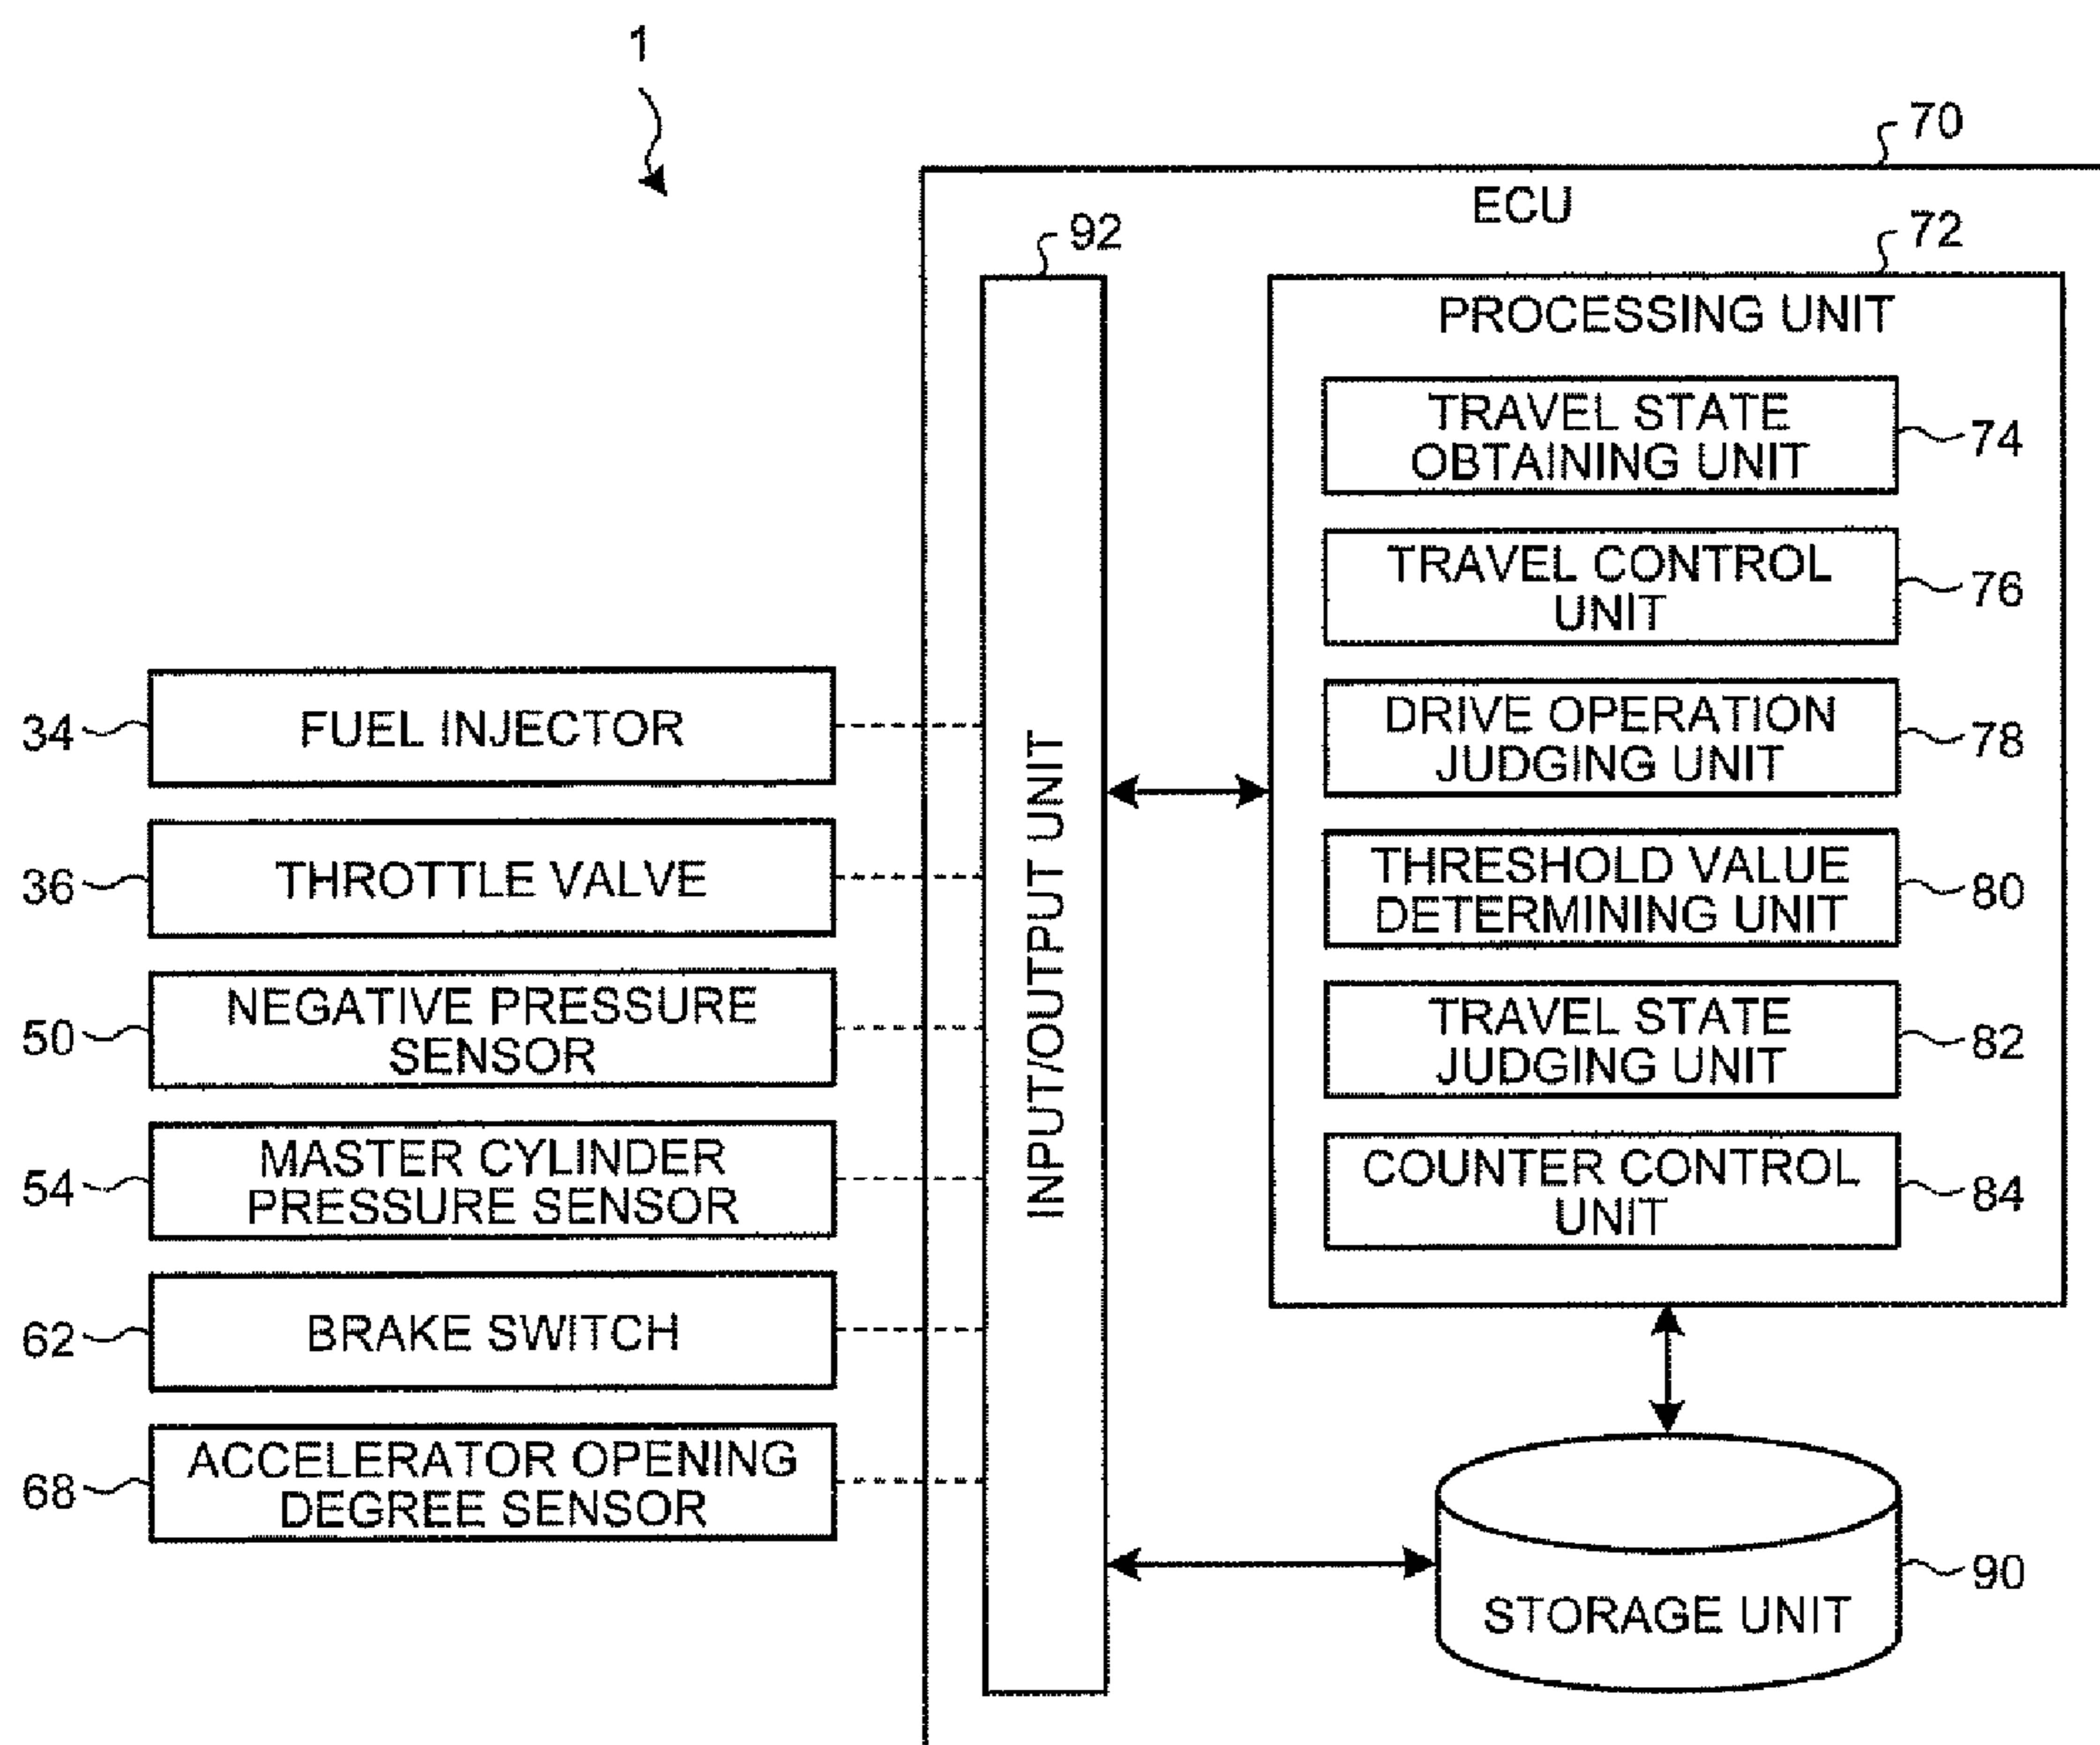 1
70
ECU
92
72
PROCESSING UNIT
TRAVEL STATE
OBTAINING UNIT
74
TRAVEL CONTROL
UNIT
76
DRIVE OPERATION
JUDGING UNIT
78
THRESHOLD VALUE
DETERMINING UNIT
80
TRAVEL STATE
JUDGING UNIT
82
COUNTER CONTROL
UNIT
84
INPUT/OUTPUT UNIT
34
FUEL INJECTOR
36
THROTTLE VALVE
50
NEGATIVE PRESSURE
SENSOR
54
MASTER CYLINDER
PRESSURE SENSOR
62
BRAKE SWITCH
68
ACCELERATOR OPENING
DEGREE SENSOR
90
STORAGE UNIT